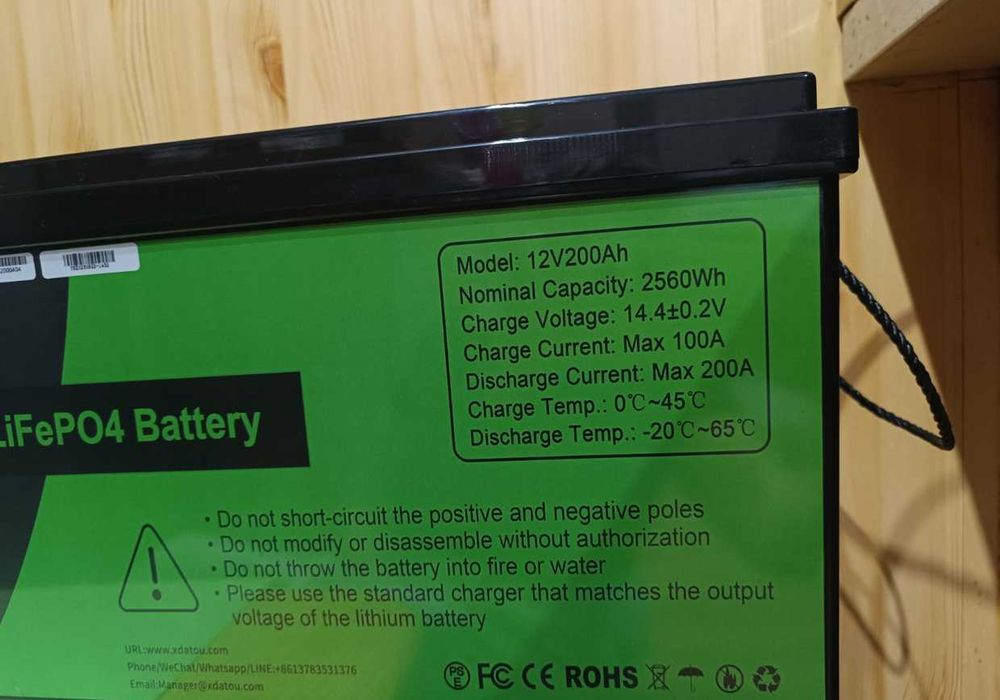 Model: 12V200Ah
Nominal Capacity: 2560Wh
Charge Voltage: 14.4±0.2V
Charge Current: Max 100A
Discharge Current: Max 200A
Charge Temp.: 0℃~45℃
Discharge Temp.: -20℃~65℃
LiFePO4 Battery
• Do not short-circuit the positive and negative poles
• Do not modify or disassemble without authorization
• Do not throw the battery into fire or water
• Please use the standard charger that matches the output
voltage of the lithium battery
URL:www.xdatou.com
Phone/WeChat/Whatsapp/LINE:+8613783531376
Email:Manager@xdatou.com
PSE FC CE ROHS